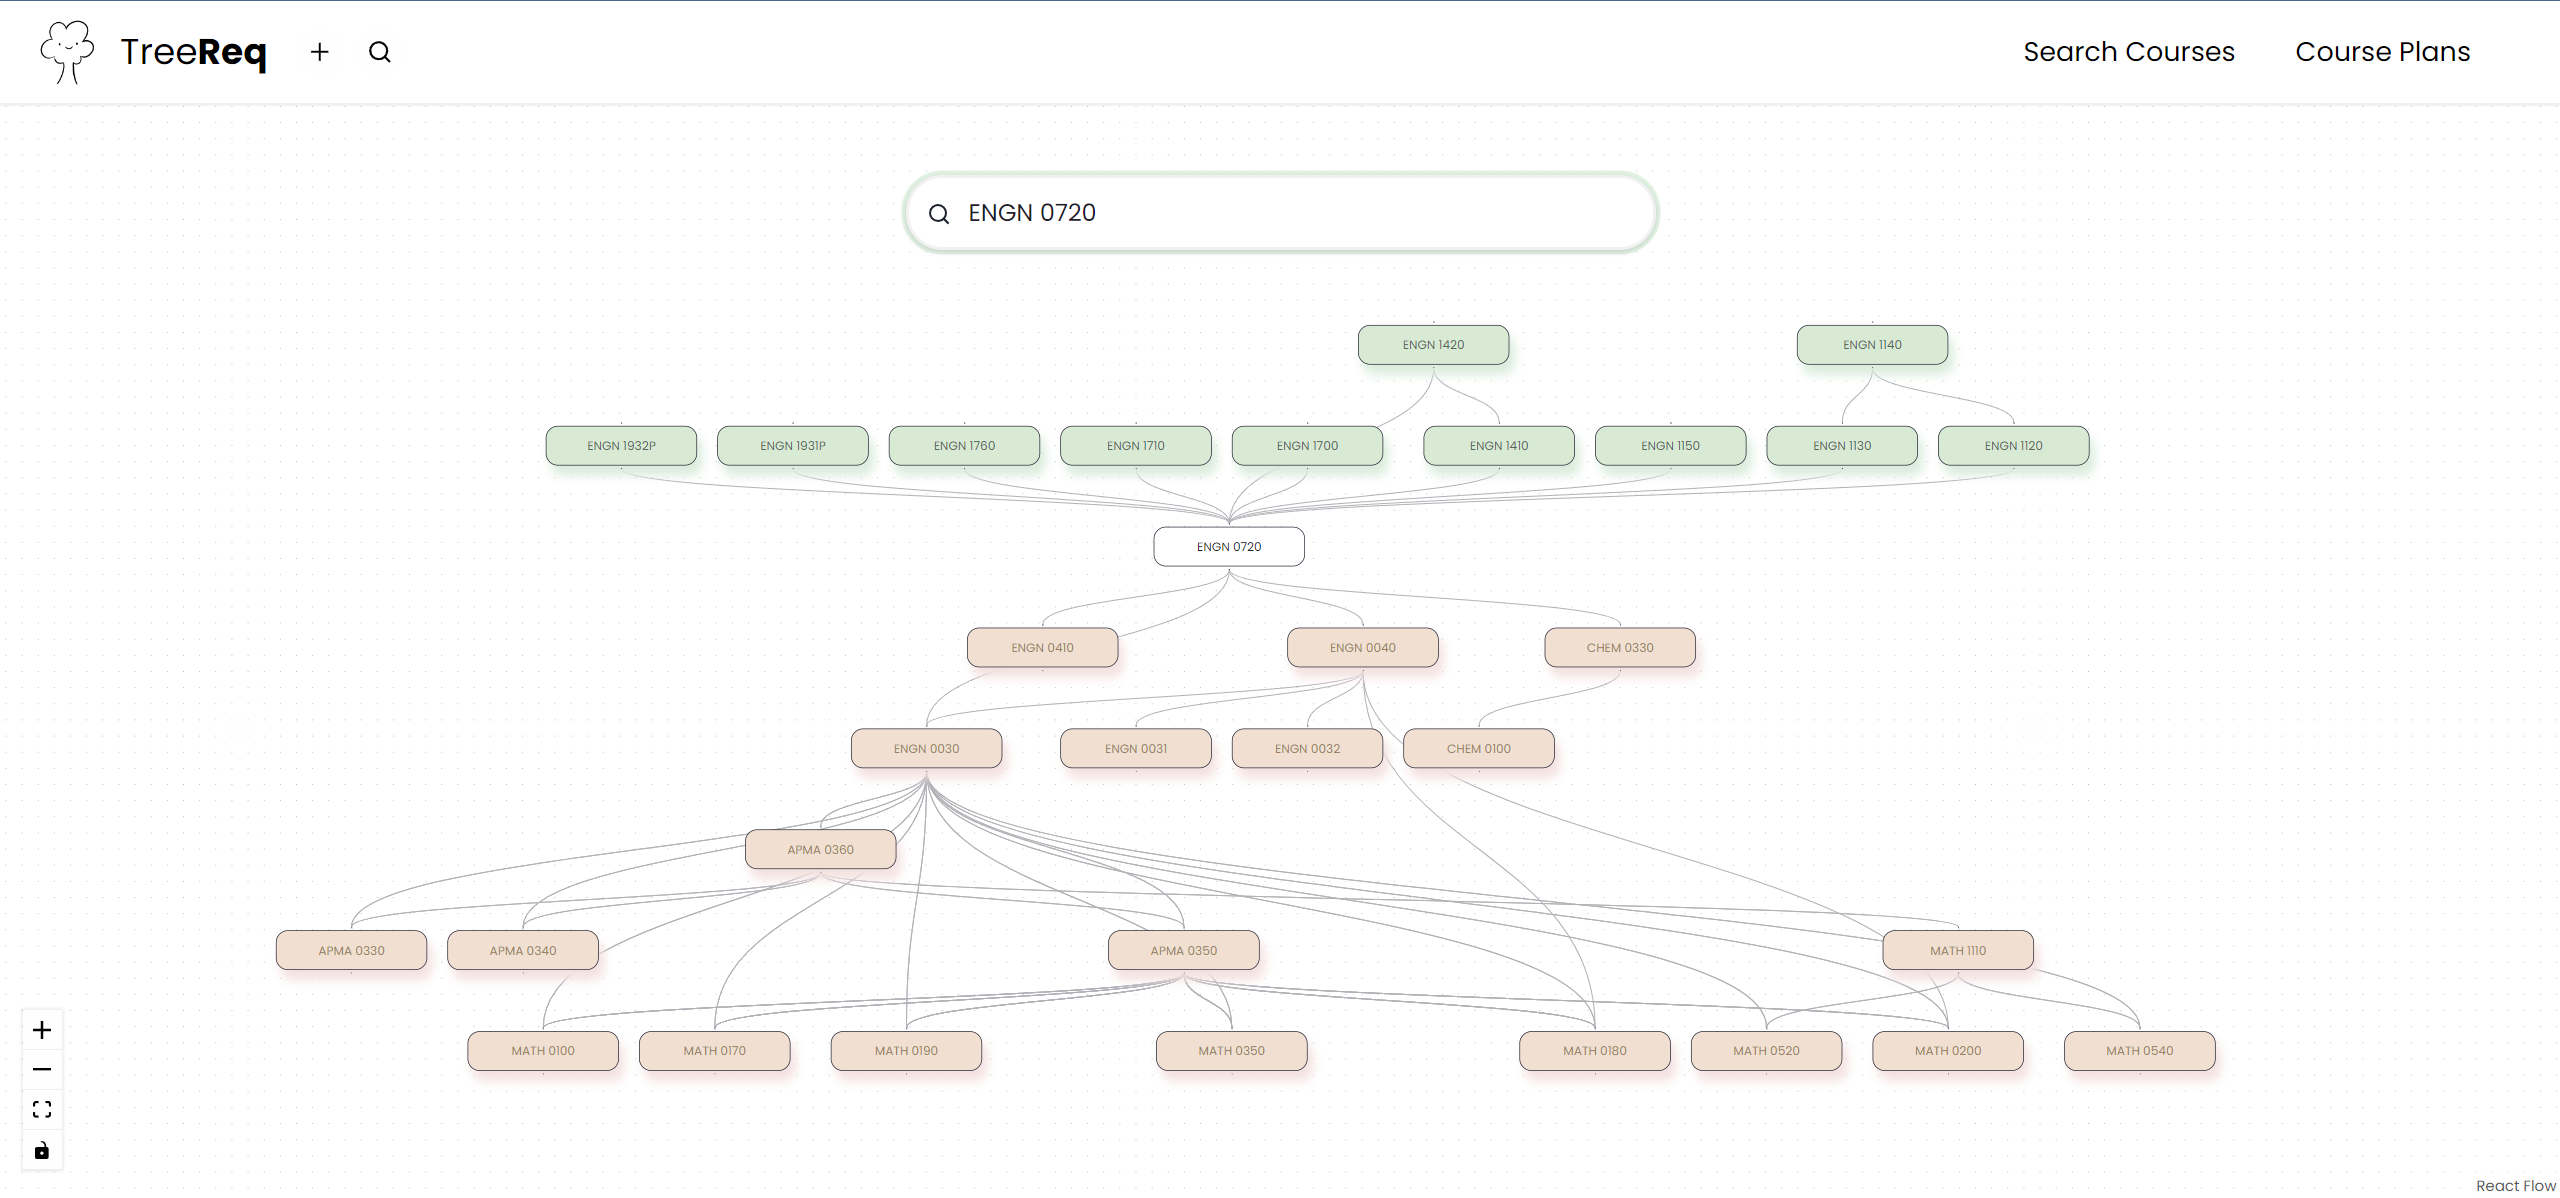 TreeReq
Search Courses
Course Plans
ENGN 0720
ENGN 1420
ENGN 1140
ENGN 1932P
ENGN 1931P
ENGN 1760
ENGN 1710
ENGN 1700
ENGN 1410
ENGN 1150
ENGN 1130
ENGN 1120
ENGN 0720
ENGN 0410
ENGN 0040
CHEM 0330
ENGN 0030
ENGN 0031
ENGN 0032
CHEM 0100
APMA 0360
APMA 0330
APMA 0340
APMA 0350
MATH 1110
MATH 0100
MATH 0170
MATH 0190
MATH 0350
MATH 0180
MATH 0520
MATH 0200
MATH 0540
React Flow